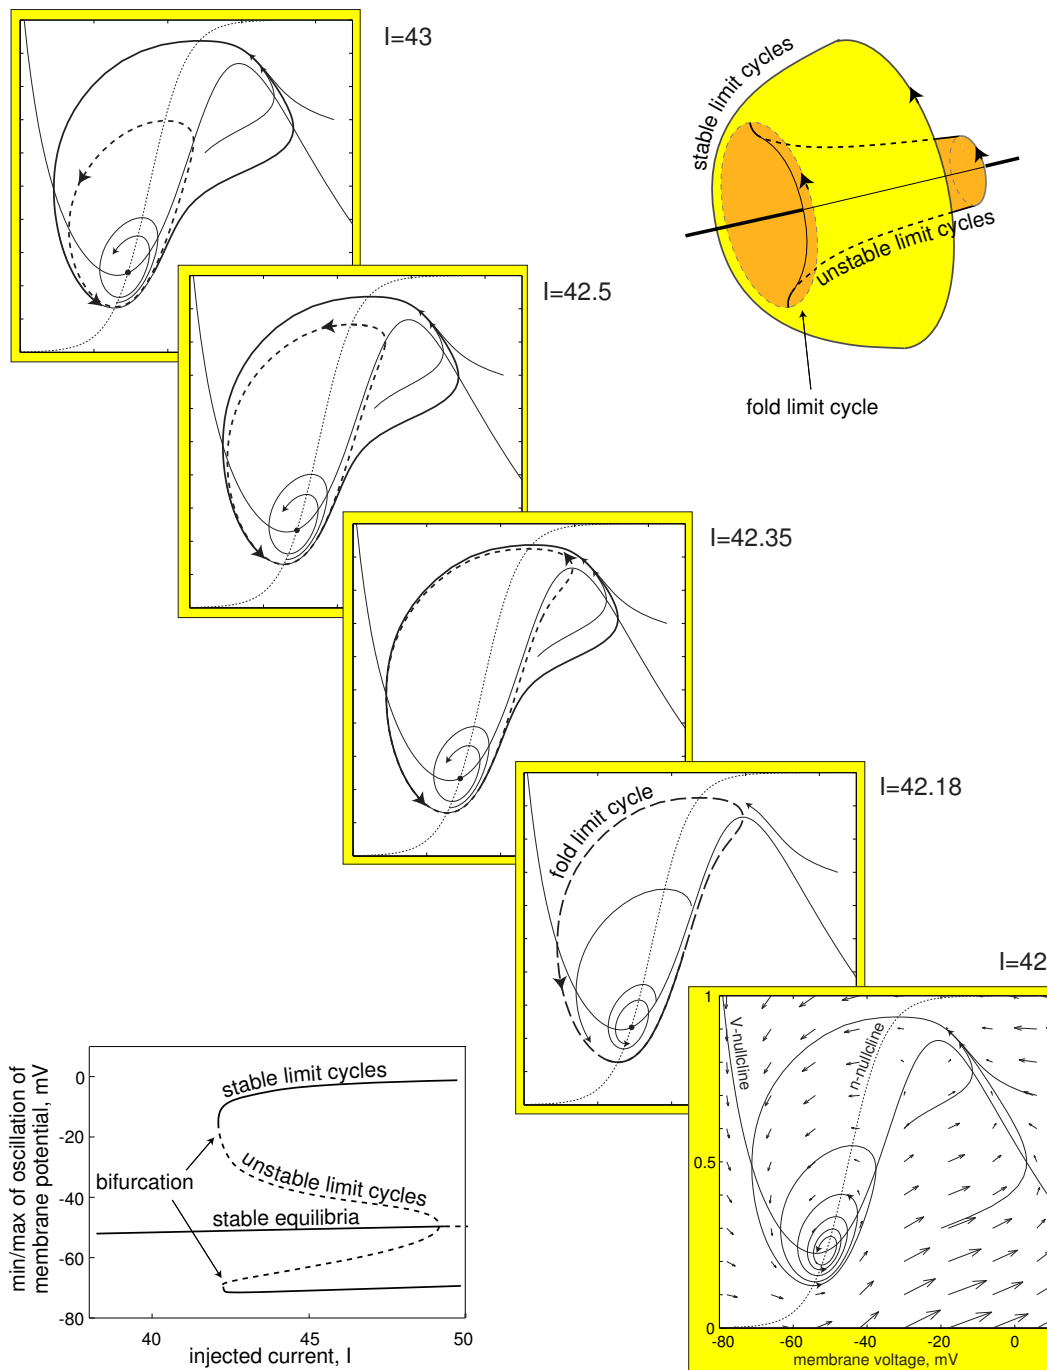 I=43
stable limit cycles
unstable limit cycles
fold limit cycle
I=42.5
I=42.35
I=42.18
fold limit cycle
I=42
V-nullcline
n-nullcline
1
0.5
0
-80
-60
-40
-20
0
membrane voltage, mV
min/max of oscillation of
membrane potential, mV
0
-20
-40
-60
-80
stable limit cycles
bifurcation
unstable limit cycles
stable equilibria
40
45
50
injected current, I